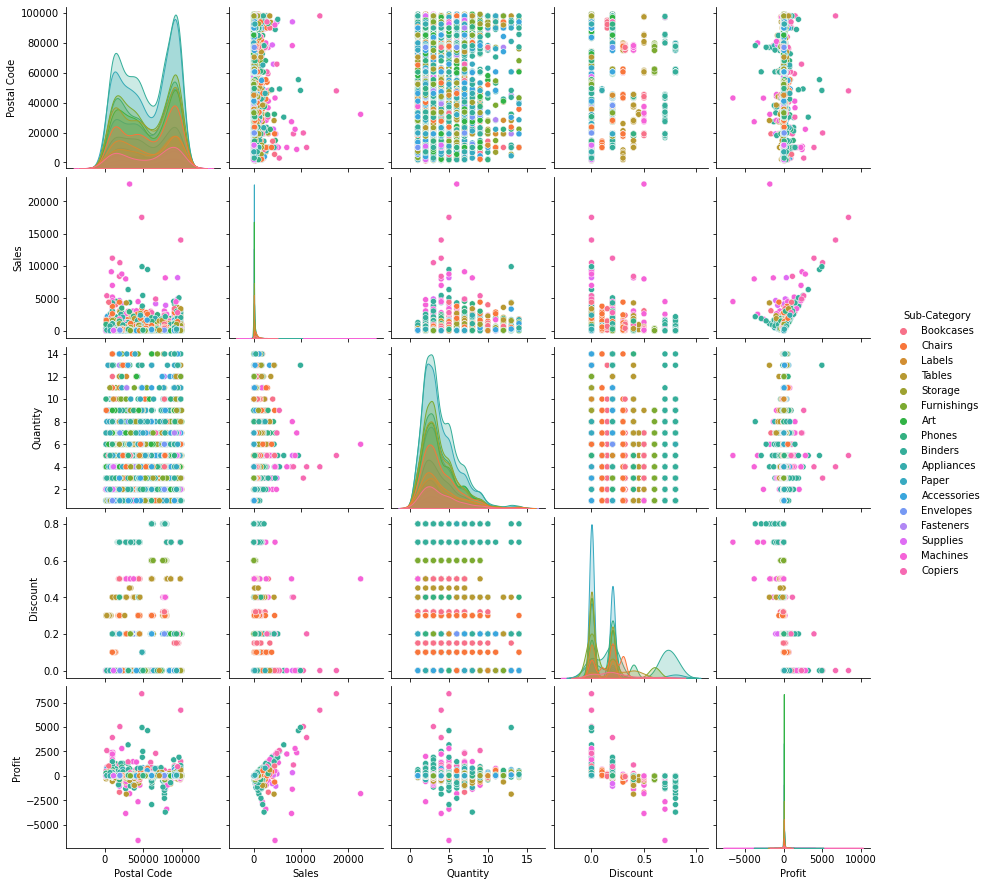 100000
80000
60000
40000
20000
0
Postal Code
20000
15000
10000
5000
0
Sales
14
12
10
8
6
4
2
Quantity
0.8
0.6
0.4
0.2
0.0
Discount
7500
5000
2500
0
−2500
−5000
Profit
0 50000 100000
Postal Code
0 10000 20000
Sales
0 5 10 15
Quantity
0.0 0.5 1.0
Discount
−5000 0 5000 10000
Profit
Sub-Category
Bookcases
Chairs
Labels
Tables
Storage
Furnishings
Art
Phones
Binders
Appliances
Paper
Accessories
Envelopes
Fasteners
Supplies
Machines
Copiers